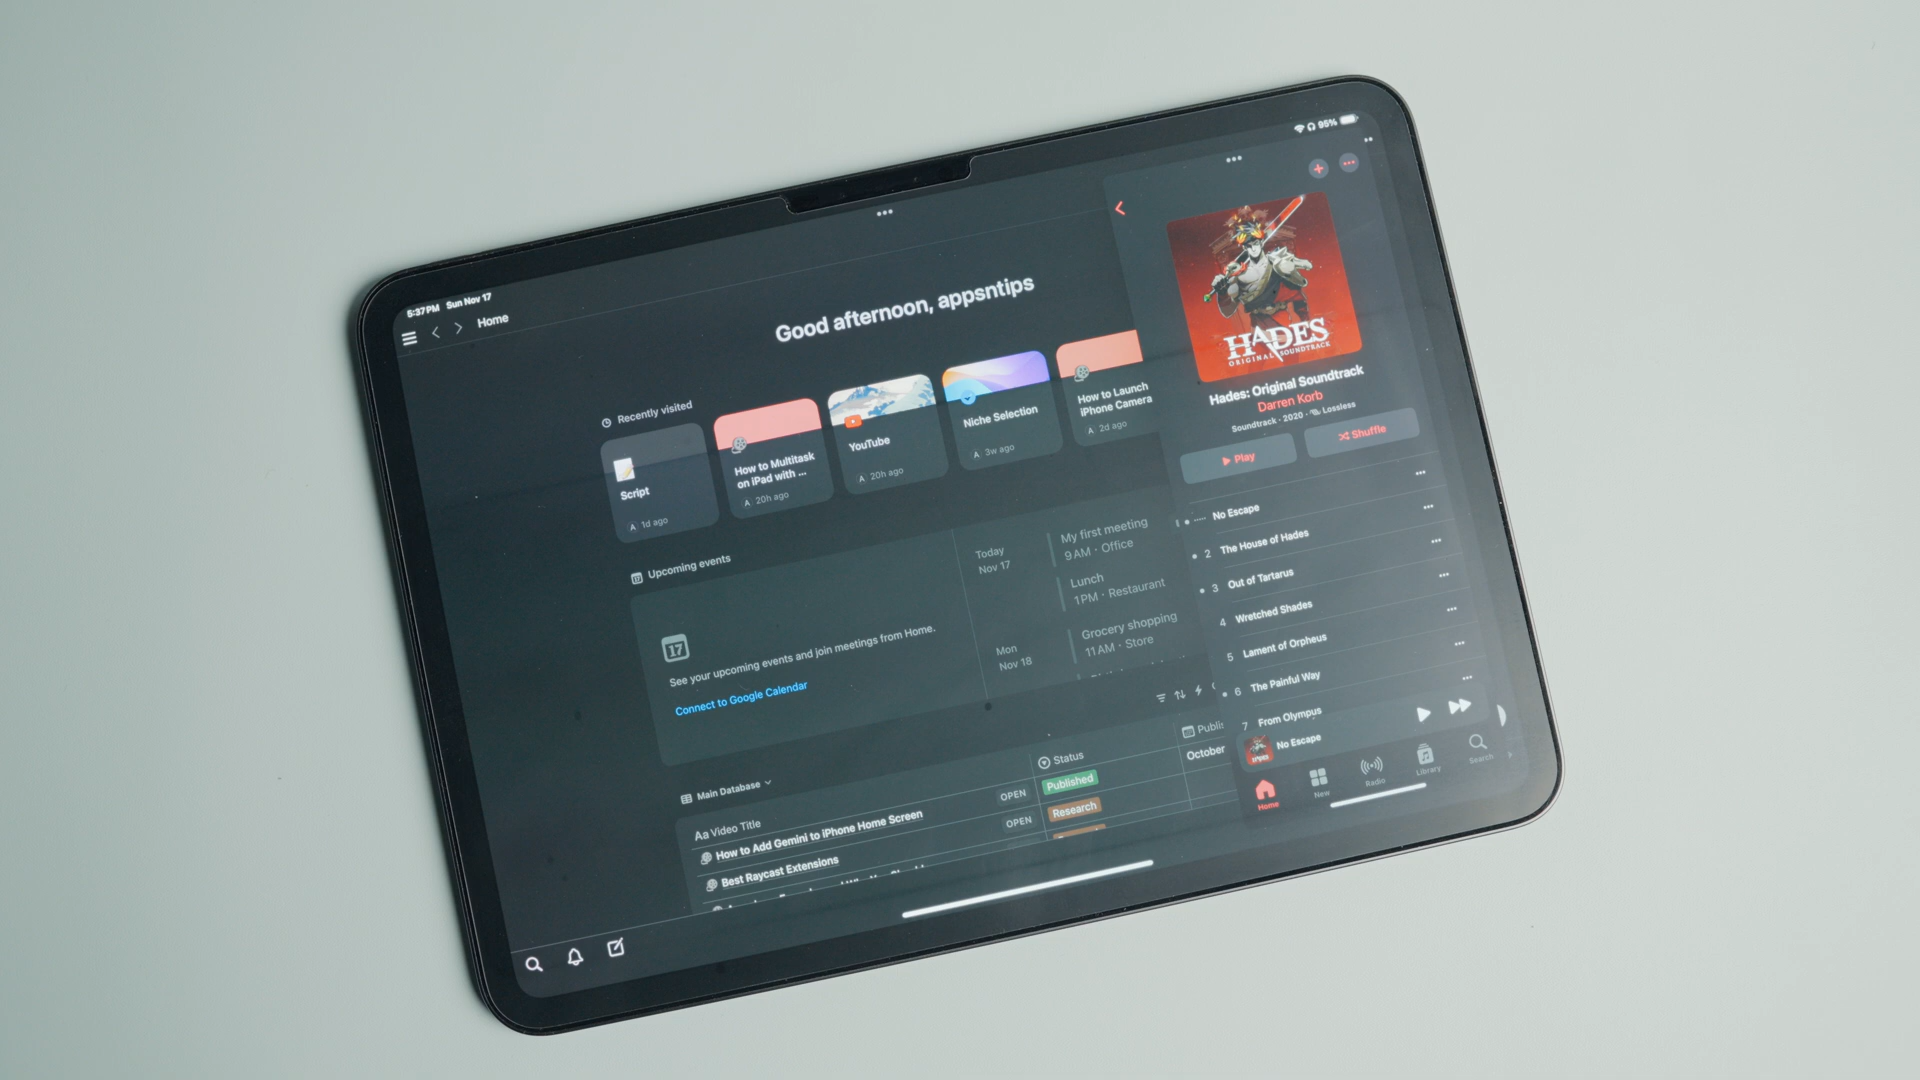 5:37PM Sun Nov 17
95%
Home
Good afternoon, appsntips
Recently visited
Script
A 1d ago
How to Multitask
on iPad with ...
A 20h ago
YouTube
A 20h ago
Niche Selection
A 3w ago
How to Launch
iPhone Camera
A 2d ago
Upcoming events
17
See your upcoming events and join meetings from Home.
Connect to Google Calendar
Today
Nov 17
My first meeting
9AM · Office
Lunch
1PM · Restaurant
Mon
Nov 18
Grocery shopping
11AM · Store
Main Database
Aa Video Title
Status
Publis
How to Add Gemini to iPhone Home Screen
OPEN
Published
October
Best Raycast Extensions
OPEN
Research
HADES
ORIGINAL SOUNDTRACK
Hades: Original Soundtrack
Darren Korb
Soundtrack · 2020 · Lossless
Play
Shuffle
No Escape
2 The House of Hades
3 Out of Tartarus
4 Wretched Shades
5 Lament of Orpheus
6 The Painful Way
7 From Olympus
No Escape
Home
New
Radio
Library
Search